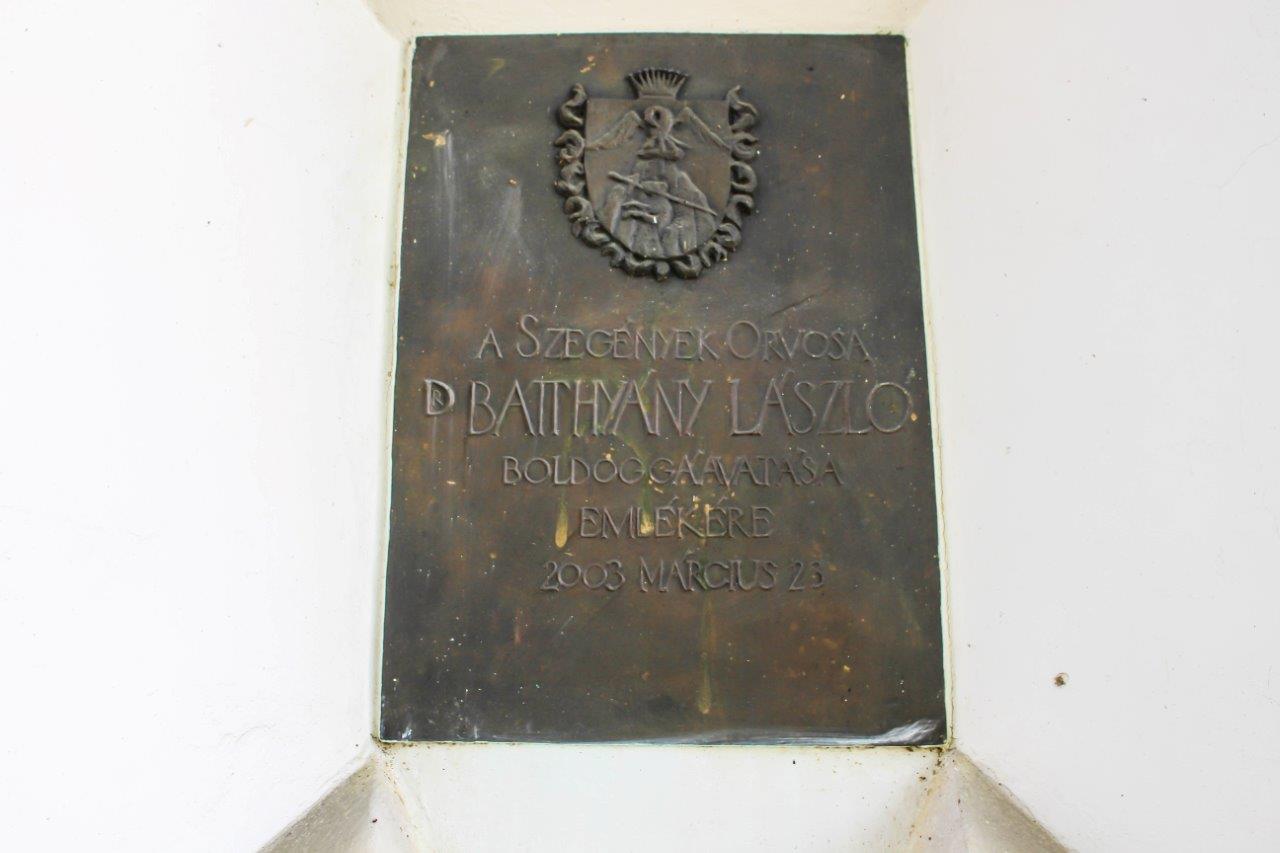 A SZEGÉNYEK ORVOSA
DR BATTHYÁNY LÁSZLÓ
BOLDOGGÁAVATÁSA
EMLÉKÉRE
2003 MÁRCIUS 23